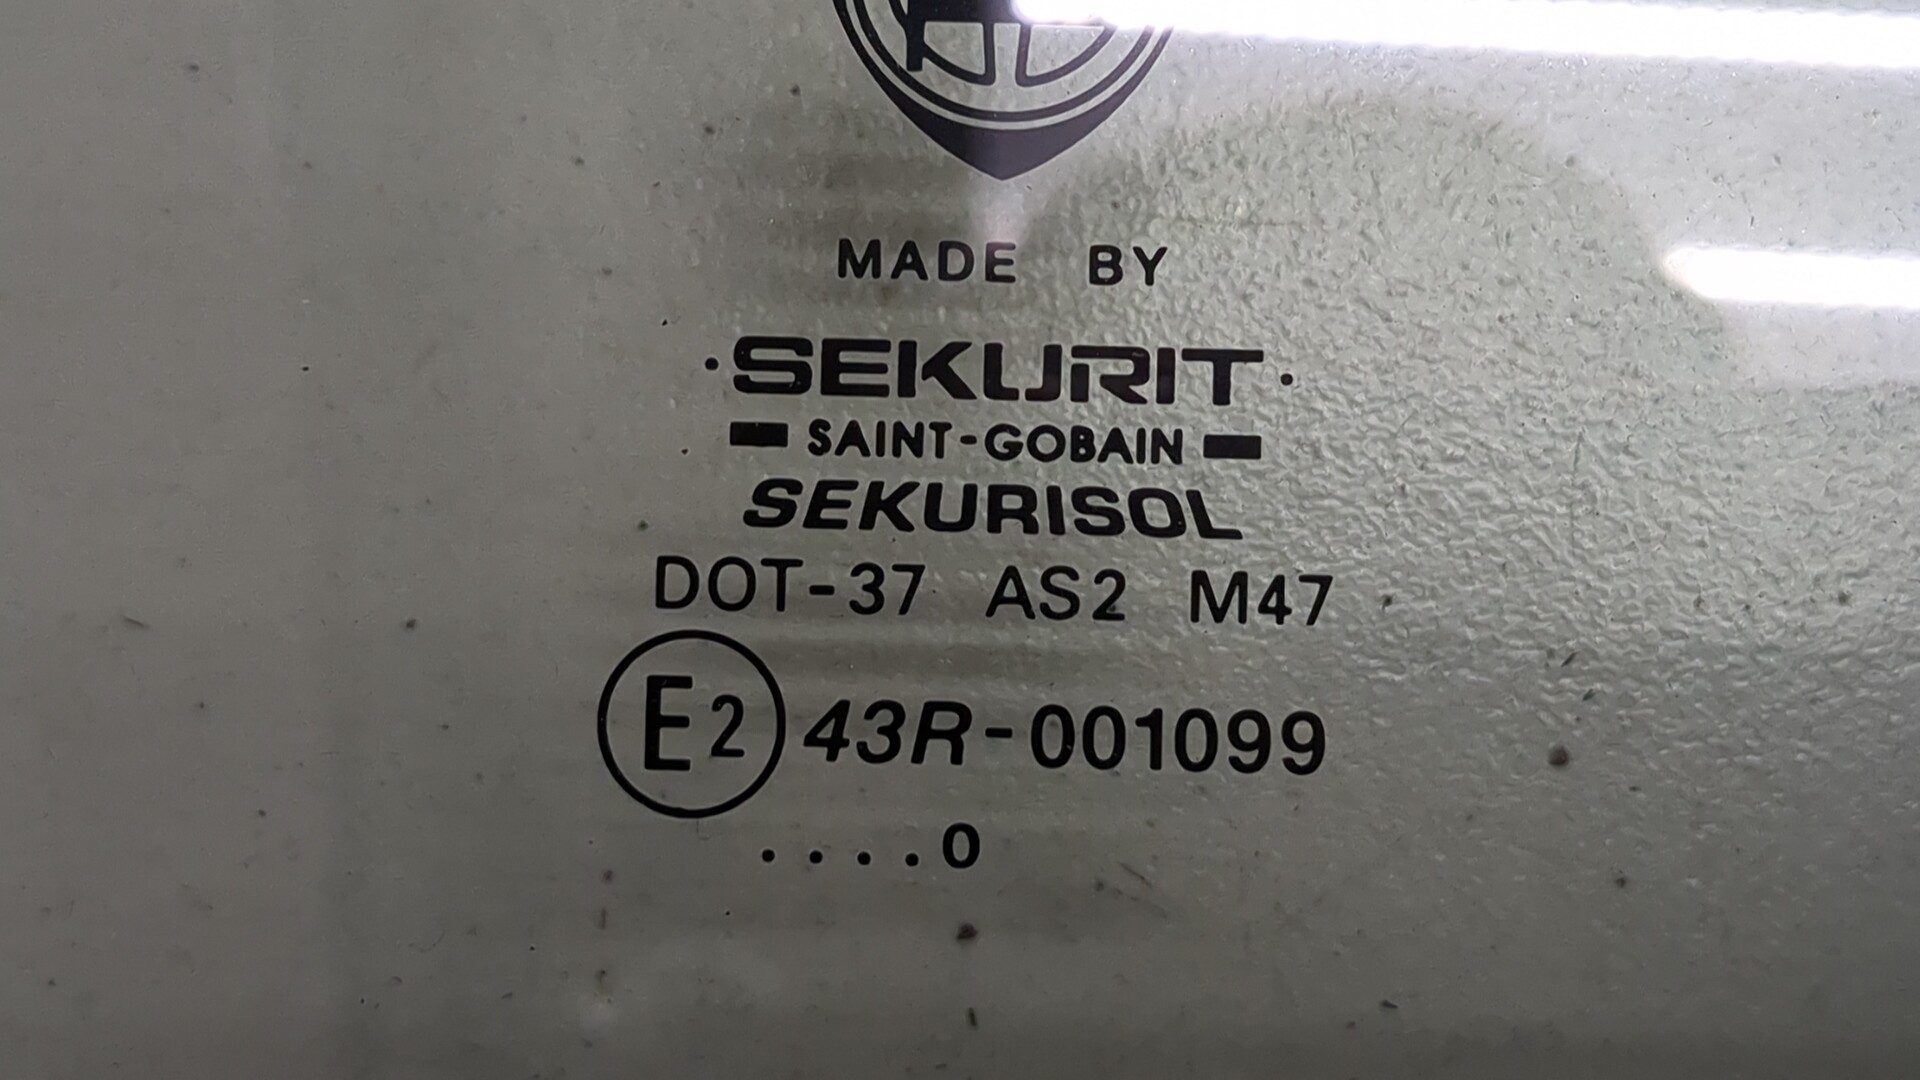 MADE BY
·SEKURIT·
SAINT-GOBAIN
SEKURISOL
DOT-37 AS2 M47
E2 43R-001099
....0